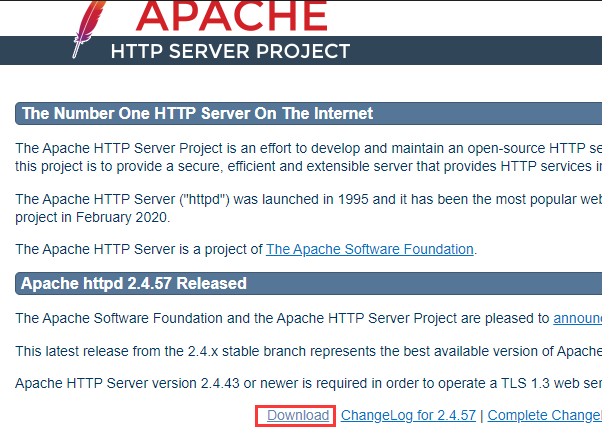 APACHE
HTTP SERVER PROJECT
The Number One HTTP Server On The Internet
The Apache HTTP Server Project is an effort to develop and maintain an open-source HTTP se
this project is to provide a secure, efficient and extensible server that provides HTTP services i
The Apache HTTP Server ("httpd") was launched in 1995 and it has been the most popular web
project in February 2020.
The Apache HTTP Server is a project of The Apache Software Foundation.
Apache httpd 2.4.57 Released
The Apache Software Foundation and the Apache HTTP Server Project are pleased to announ
This latest release from the 2.4.x stable branch represents the best available version of Apache
Apache HTTP Server version 2.4.43 or newer is required in order to operate a TLS 1.3 web ser
Download ChangeLog for 2.4.57 | Complete Change